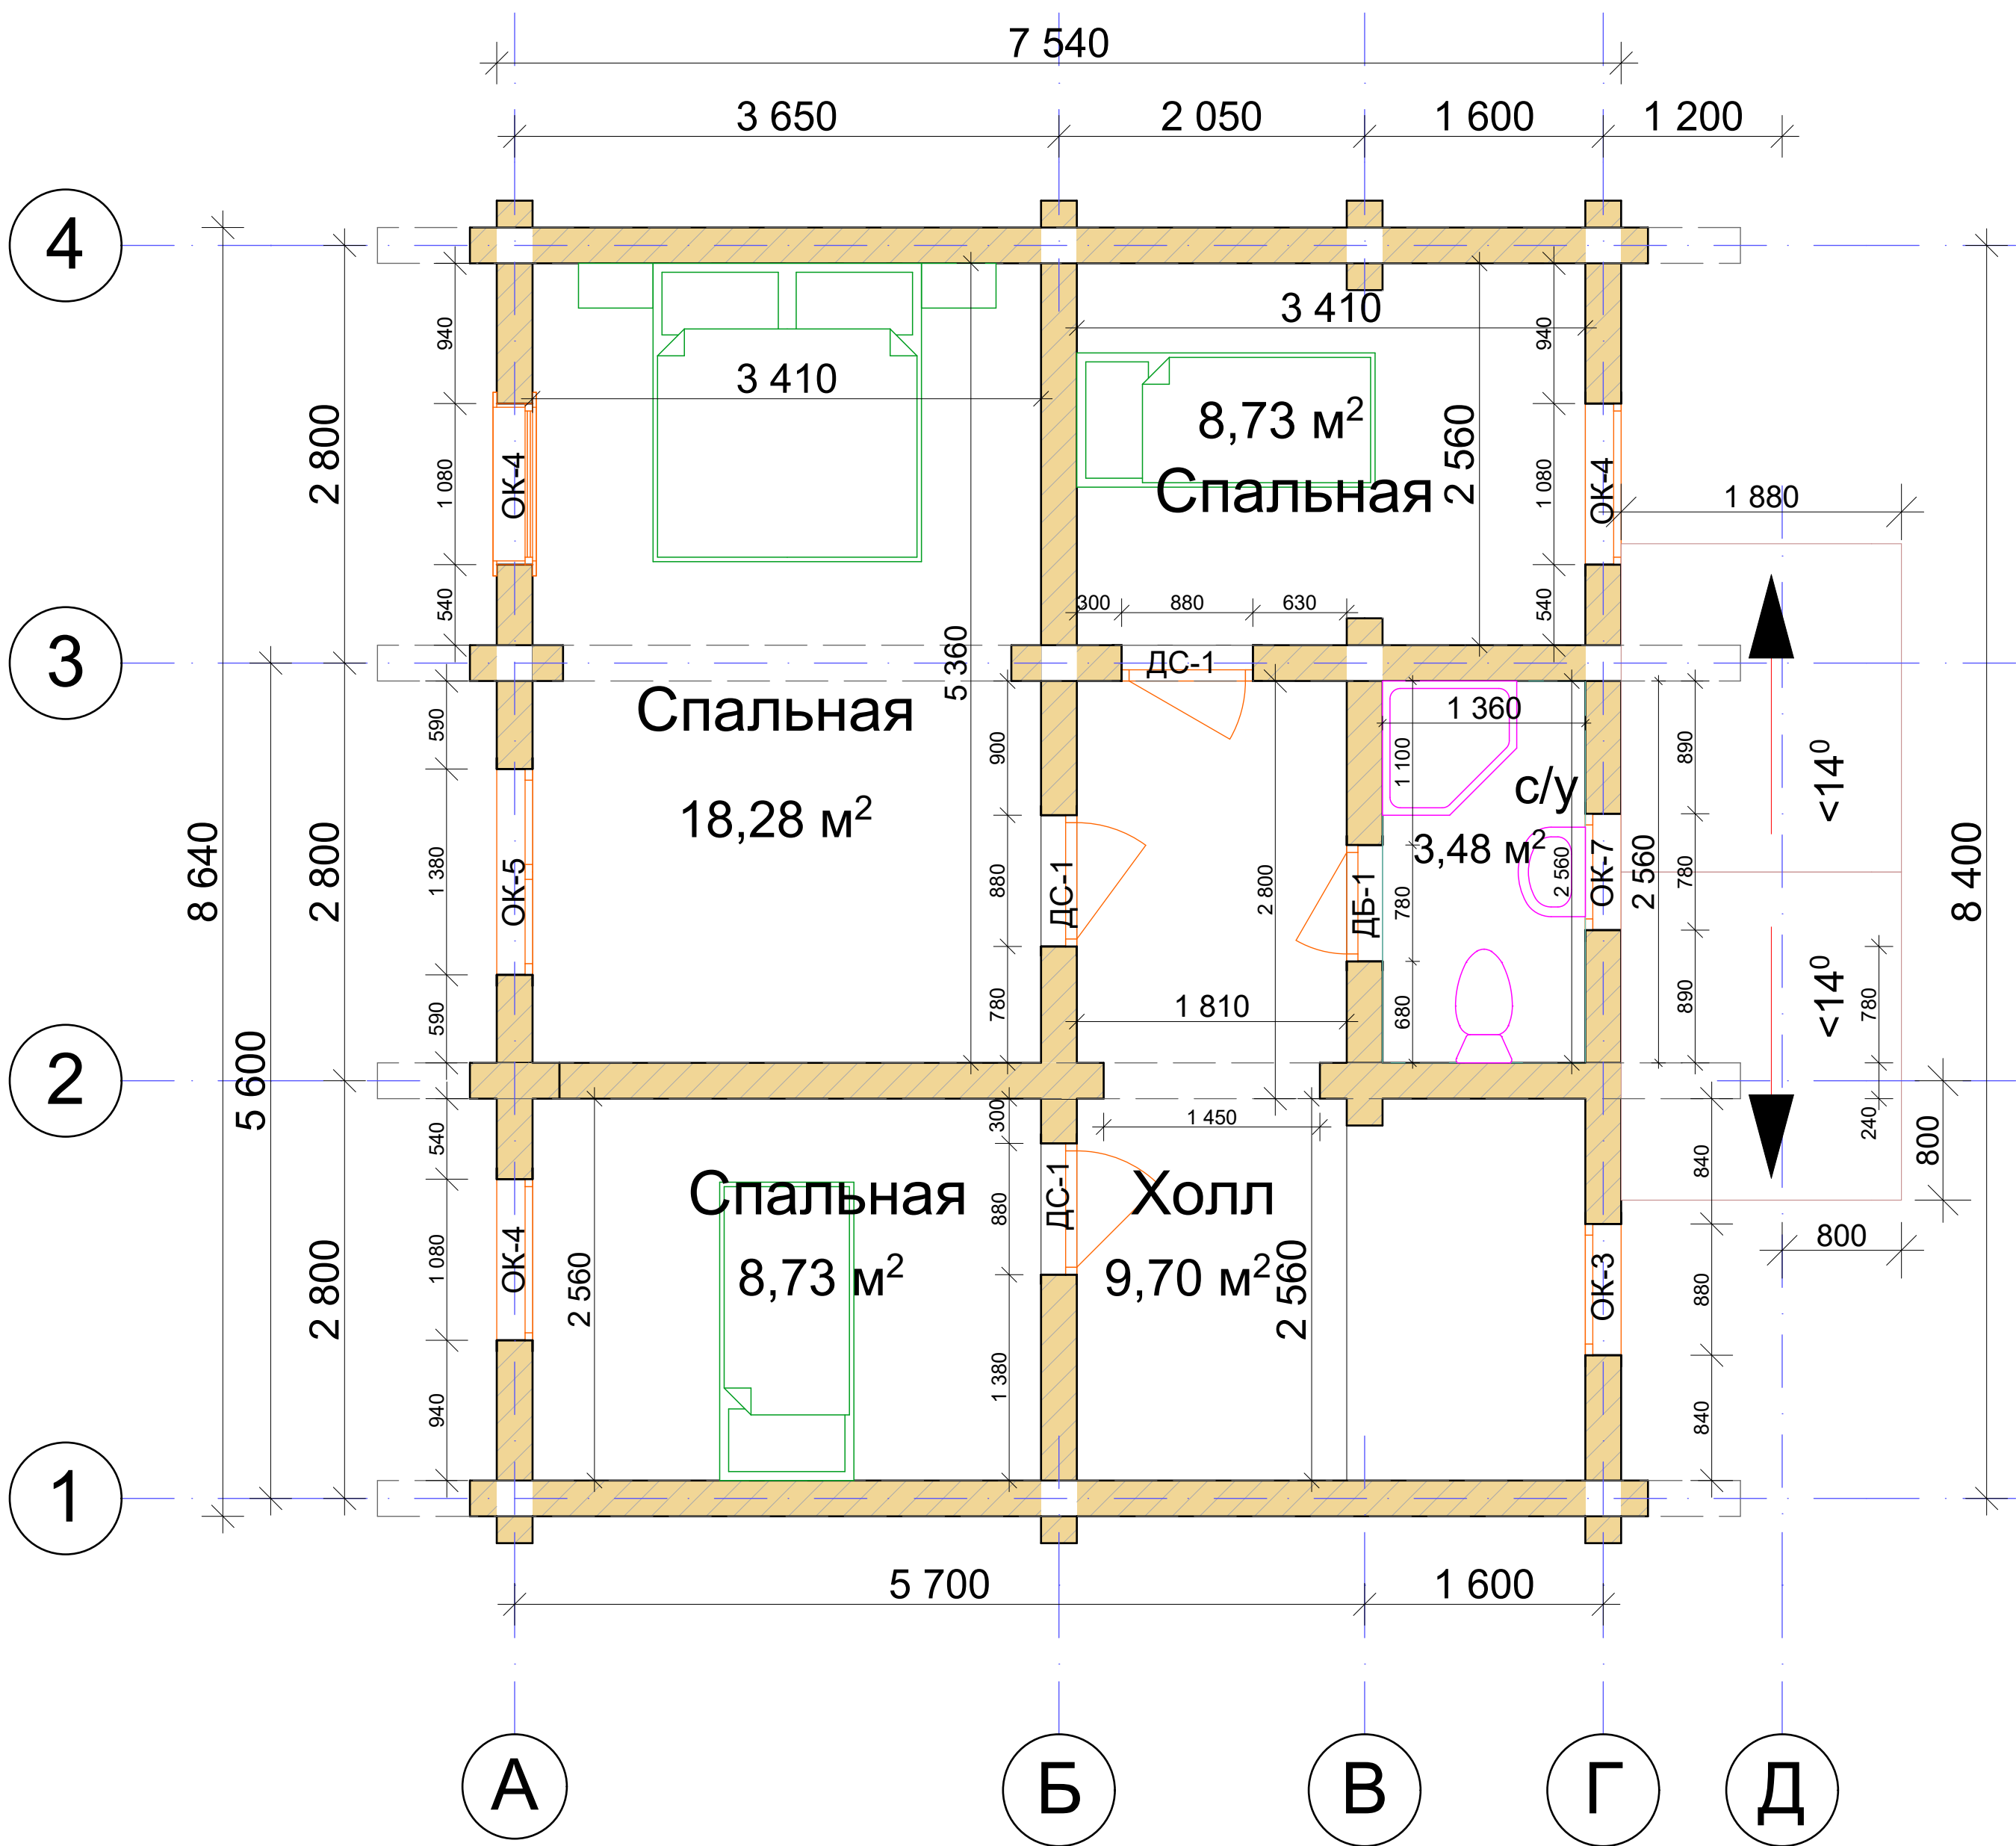 7 540
3 650
2 050
1 600
1 200
4
3 410
940
940
3 410
8,73 м²
2 800
2 560
1 080
ОК-4
Спальная
1 080
ОК-4
1 880
540
300
880
630
540
3
5 360
ДС-1
Спальная
1 360
590
900
1 100
890
<14⁰
с/у
18,28 м²
3,48 м²
8 640
2 800
1 380
ОК-5
880
ДС-1
2 800
ДБ-1
780
2 560
ОК-7
2 560
780
8 400
590
780
1 810
680
890
<14⁰
780
2
5 600
540
300
1 450
840
240
800
Спальная
880
ДС-1
Холл
800
2 800
1 080
ОК-4
2 560
8,73 м²
9,70 м²
2 560
ОК-3
880
940
1 380
840
1
5 700
1 600
А
Б
В
Г
Д